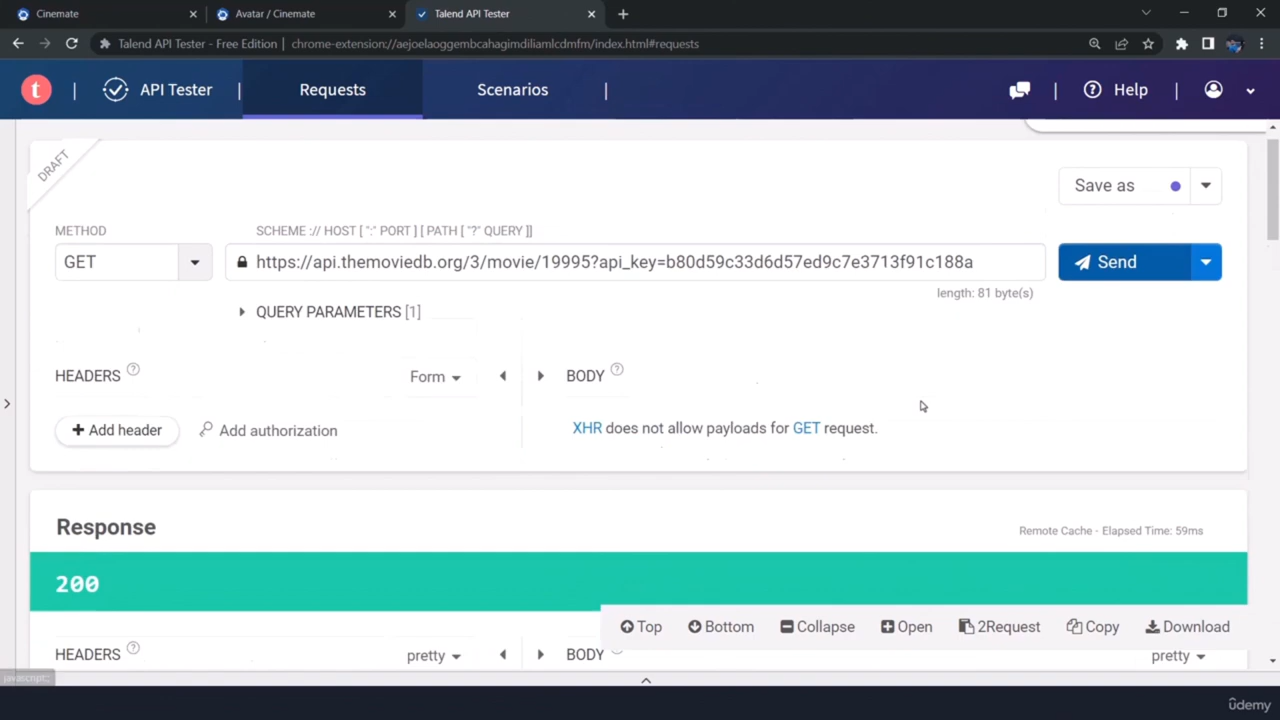 Cinemate
Avatar / Cinemate
Talend API Tester
Talend API Tester - Free Edition | chrome-extension://aejoelaoggembcahagimdiliamlcdmfm/index.html#requests
t | API Tester | Requests Scenarios | | Help |
DRAFT
Save as
METHOD
SCHEME :// HOST [ ":" PORT ] [ PATH [ "?" QUERY ]]
GET
https://api.themoviedb.org/3/movie/19995?api_key=b80d59c33d6d57ed9c7e3713f91c188a
Send
length: 81 byte(s)
QUERY PARAMETERS [1]
HEADERS ? Form BODY ?
+ Add header Add authorization
XHR does not allow payloads for GET request.
Response
Remote Cache - Elapsed Time: 59ms
200
Top Bottom Collapse Open 2Request Copy Download
HEADERS ? pretty BODY pretty
javascript:;
ûdemy